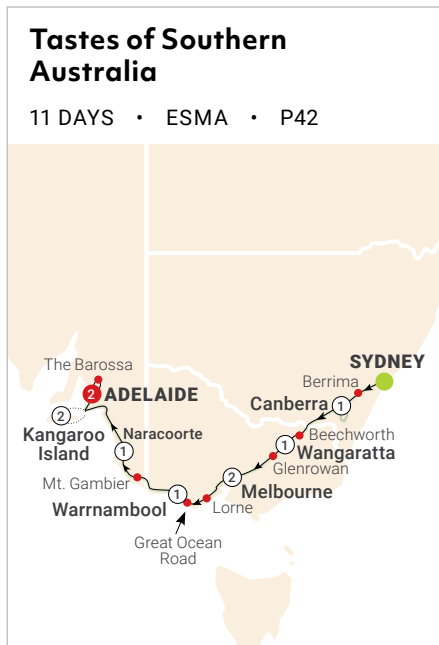 Tastes of Southern
Australia
11 DAYS • ESMA • P42
The Barossa
2
ADELAIDE
2
Kangaroo
Island
Naracoorte
1
Mt. Gambier
1
Warrnambool
Great Ocean
Road
Lorne
2
Melbourne
Glenrowan
1
Wangaratta
Beechworth
Canberra
1
Berrima
SYDNEY